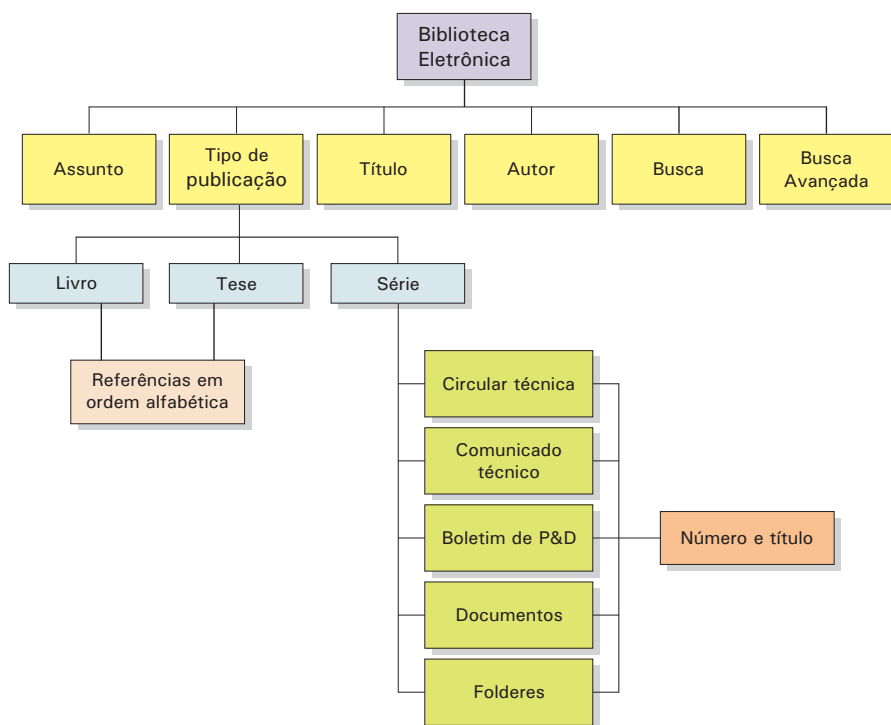 Biblioteca
Eletrônica
Assunto
Tipo de
publicação
Título
Autor
Busca
Busca
Avançada
Livro
Tese
Série
Referências em
ordem alfabética
Circular técnica
Comunicado
técnico
Boletim de P&D
Número e título
Documentos
Folderes